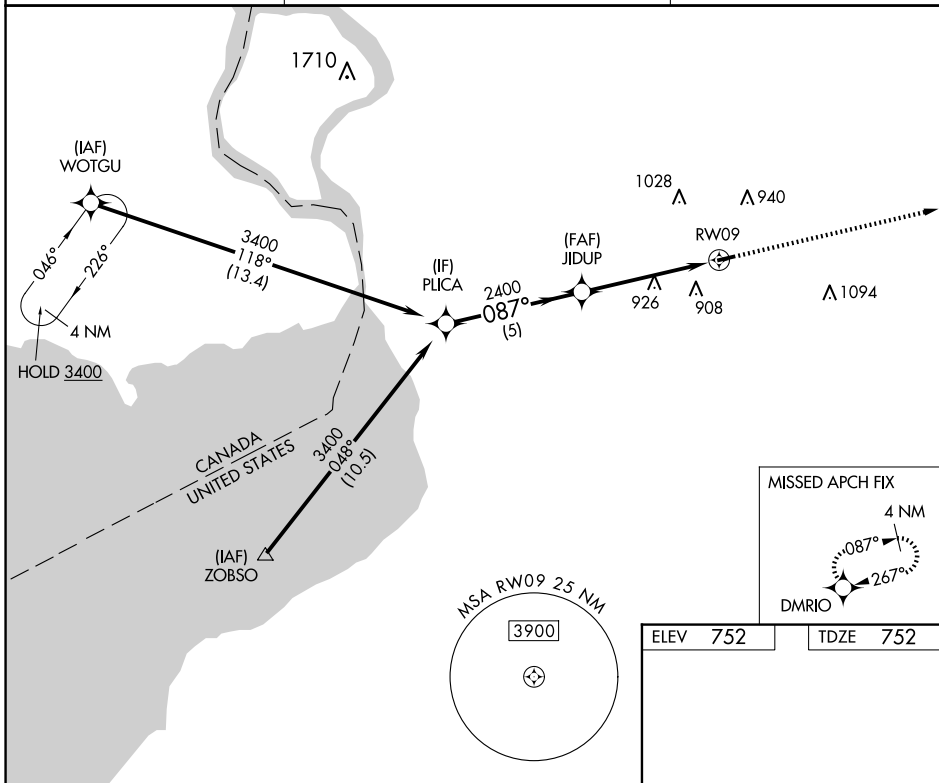 1710
(IAF)
WOTGU
046°
226°
4 NM
HOLD 3400
3400
118°
(13.4)
(IF)
PLICA
2400
087°
(5)
(FAF)
JIDUP
1028
940
RW09
926
908
1094
CANADA
UNITED STATES
3400
048°
(10.5)
(IAF)
ZOBSO
MISSED APCH FIX
4 NM
087°
267°
DMRIO
MSA RW09 25 NM
3900
ELEV 752
TDZE 752